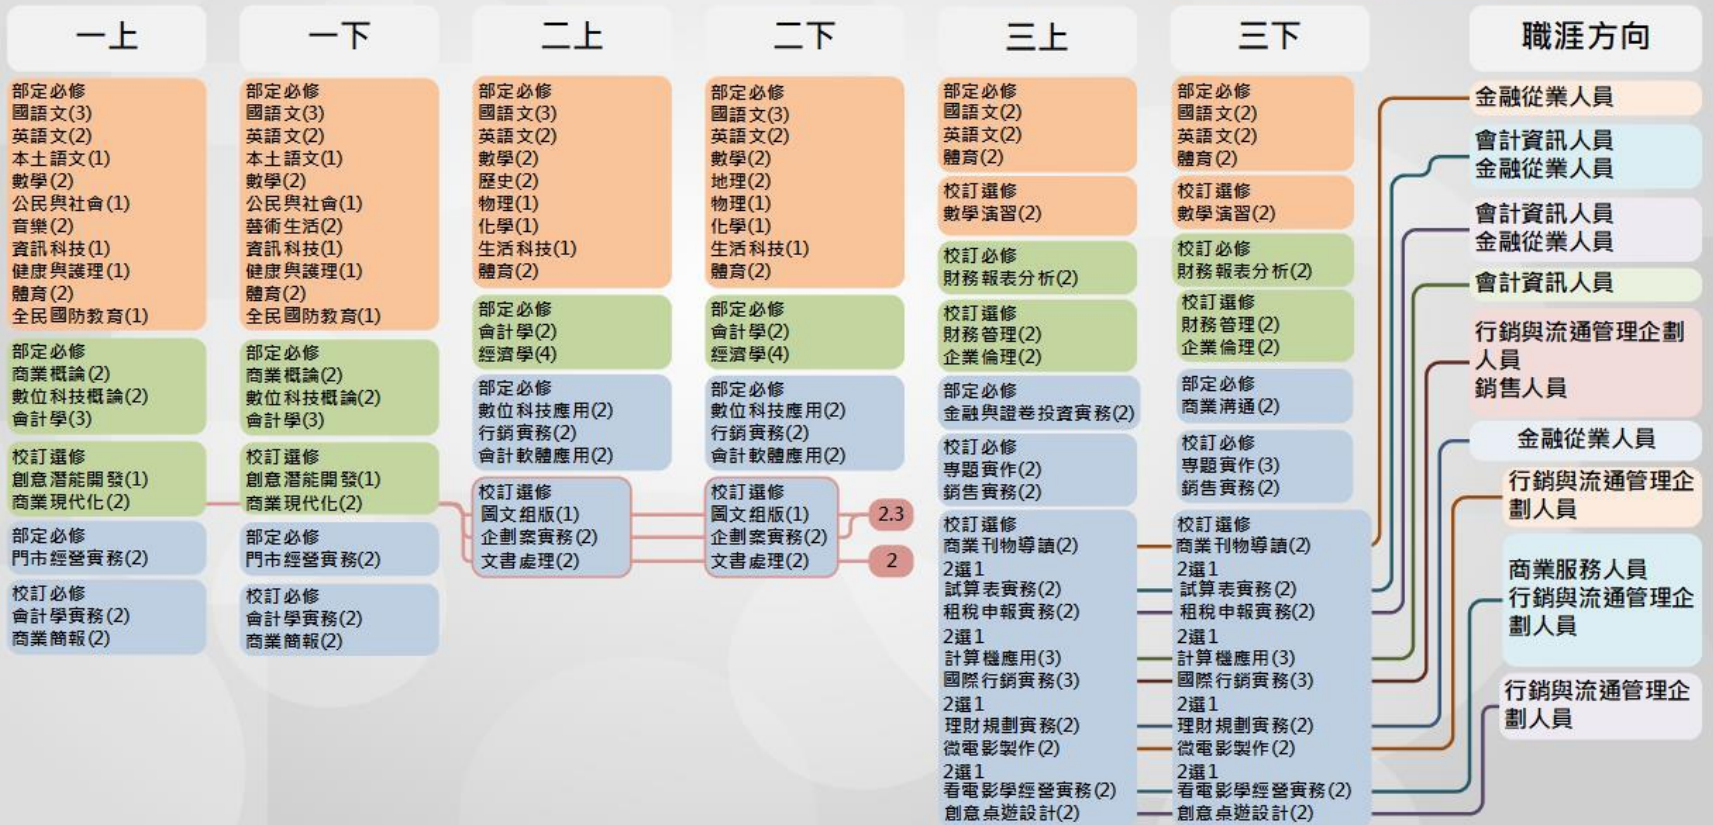 一上
部定必修
國語文(3)
英語文(2)
本土語文(1)
數學(2)
公民與社會(1)
音樂(2)
資訊科技(1)
健康與護理(1)
體育(2)
全民國防教育(1)
部定必修
商業概論(2)
數位科技概論(2)
會計學(3)
校訂選修
創意潛能開發(1)
商業現代化(2)
部定必修
門市經營實務(2)
校訂必修
會計學實務(2)
商業簡報(2)
一下
部定必修
國語文(3)
英語文(2)
本土語文(1)
數學(2)
公民與社會(1)
藝術生活(2)
資訊科技(1)
健康與護理(1)
體育(2)
全民國防教育(1)
部定必修
商業概論(2)
數位科技概論(2)
會計學(3)
校訂選修
創意潛能開發(1)
商業現代化(2)
部定必修
門市經營實務(2)
校訂必修
會計學實務(2)
商業簡報(2)
二上
部定必修
國語文(3)
英語文(2)
數學(2)
歷史(2)
物理(1)
化學(1)
生活科技(1)
體育(2)
部定必修
會計學(2)
經濟學(4)
部定必修
數位科技應用(2)
行銷實務(2)
會計軟體應用(2)
校訂選修
圖文組版(1)
企劃案實務(2)
文書處理(2)
二下
部定必修
國語文(3)
英語文(2)
數學(2)
地理(2)
物理(1)
化學(1)
生活科技(1)
體育(2)
部定必修
會計學(2)
經濟學(4)
部定必修
數位科技應用(2)
行銷實務(2)
會計軟體應用(2)
校訂選修
圖文組版(1)
企劃案實務(2)
文書處理(2)
2.3
2
三上
部定必修
國語文(2)
英語文(2)
體育(2)
校訂選修
數學演習(2)
校訂必修
財務報表分析(2)
校訂選修
財務管理(2)
企業倫理(2)
部定必修
金融與證卷投資實務(2)
校訂必修
專題實作(2)
銷售實務(2)
校訂選修
商業刊物導讀(2)
2選1
試算表實務(2)
租稅申報實務(2)
2選1
計算機應用(3)
國際行銷實務(3)
2選1
理財規劃實務(2)
微電影製作(2)
2選1
看電影學經營實務(2)
創意桌遊設計(2)
三下
部定必修
國語文(2)
英語文(2)
體育(2)
校訂選修
數學演習(2)
校訂必修
財務報表分析(2)
校訂選修
財務管理(2)
企業倫理(2)
部定必修
商業溝通(2)
校訂必修
專題實作(3)
銷售實務(2)
校訂選修
商業刊物導讀(2)
2選1
試算表實務(2)
租稅申報實務(2)
2選1
計算機應用(3)
國際行銷實務(3)
2選1
理財規劃實務(2)
微電影製作(2)
2選1
看電影學經營實務(2)
創意桌遊設計(2)
職涯方向
金融從業人員
會計資訊人員
金融從業人員
會計資訊人員
金融從業人員
會計資訊人員
行銷與流通管理企劃
人員
銷售人員
金融從業人員
行銷與流通管理企
劃人員
商業服務人員
行銷與流通管理企
劃人員
行銷與流通管理企
劃人員